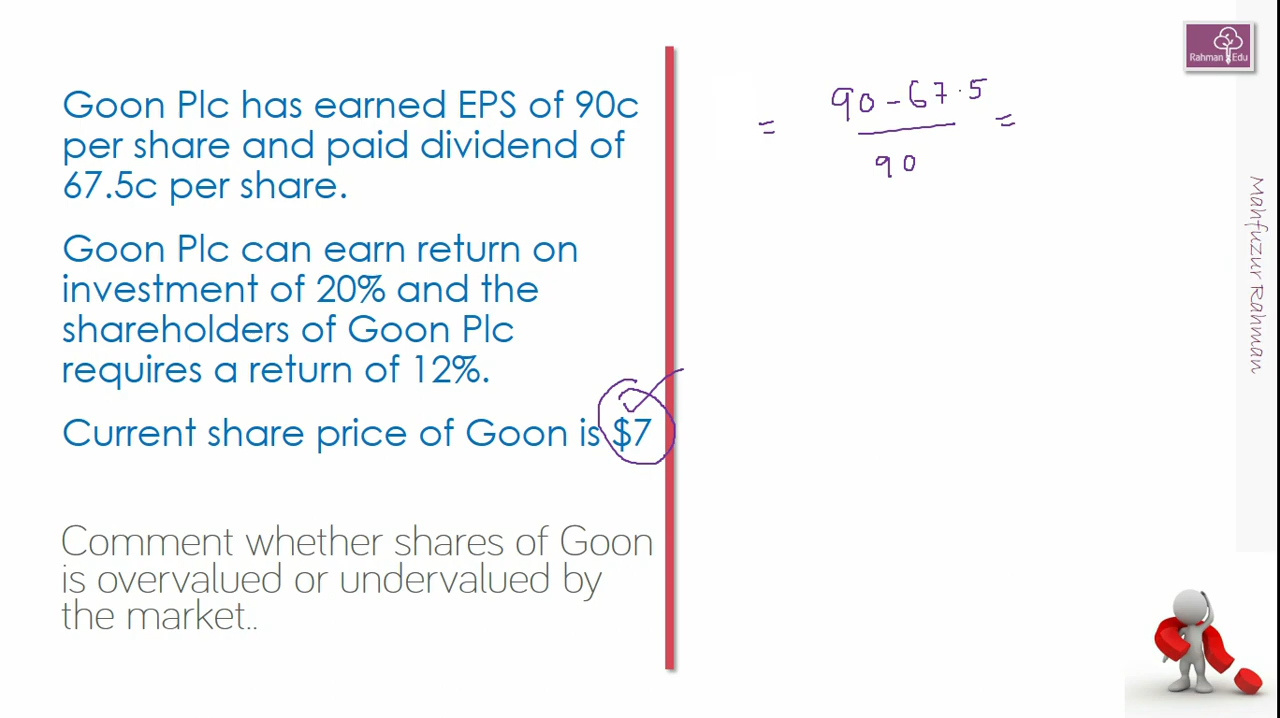 Goon Plc has earned EPS of 90c
per share and paid dividend of
67.5c per share.
Goon Plc can earn return on
investment of 20% and the
shareholders of Goon Plc
requires a return of 12%.
Current share price of Goon is $7
Comment whether shares of Goon
is overvalued or undervalued by
the market..
= 90-67.5 =
90
Rahman Edu
Mahfuzur Rahman